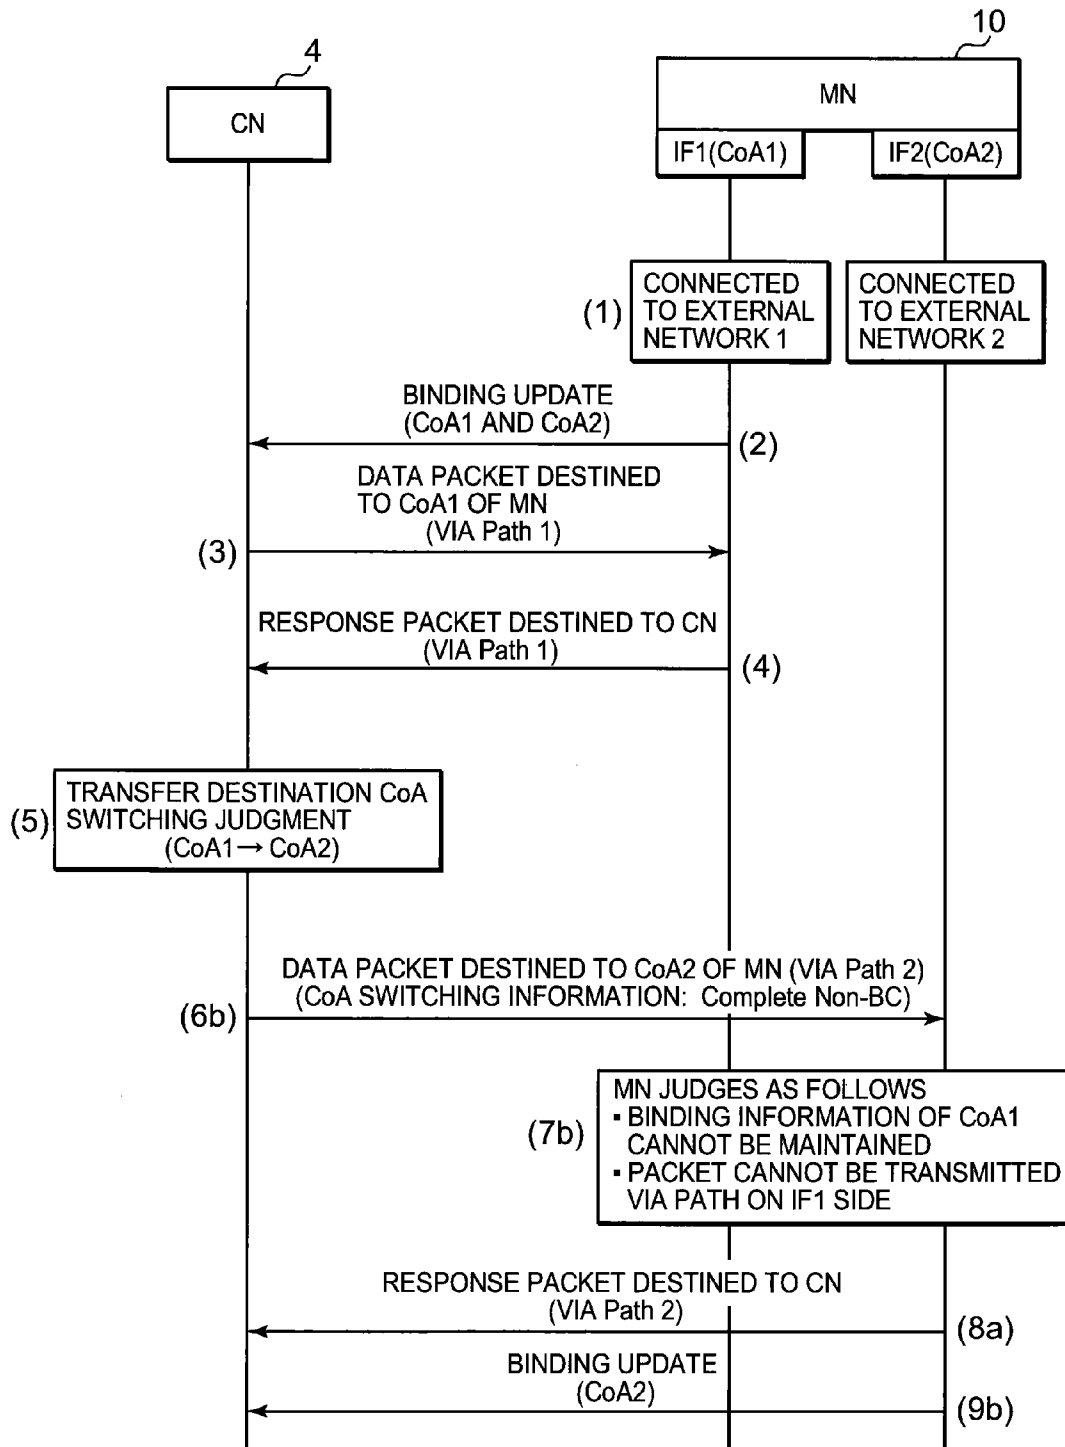 4
10
CN
MN
IF1(CoA1)
IF2(CoA2)
(1)
CONNECTED
TO EXTERNAL
NETWORK 1
CONNECTED
TO EXTERNAL
NETWORK 2
BINDING UPDATE
(CoA1 AND CoA2)
(2)
DATA PACKET DESTINED
TO CoA1 OF MN
(VIA Path 1)
(3)
RESPONSE PACKET DESTINED TO CN
(VIA Path 1)
(4)
(5)
TRANSFER DESTINATION CoA
SWITCHING JUDGMENT
(CoA1→ CoA2)
DATA PACKET DESTINED TO CoA2 OF MN (VIA Path 2)
(CoA SWITCHING INFORMATION: Complete Non-BC)
(6b)
(7b)
MN JUDGES AS FOLLOWS
▪ BINDING INFORMATION OF CoA1
CANNOT BE MAINTAINED
▪ PACKET CANNOT BE TRANSMITTED
VIA PATH ON IF1 SIDE
RESPONSE PACKET DESTINED TO CN
(VIA Path 2)
(8a)
BINDING UPDATE
(CoA2)
(9b)